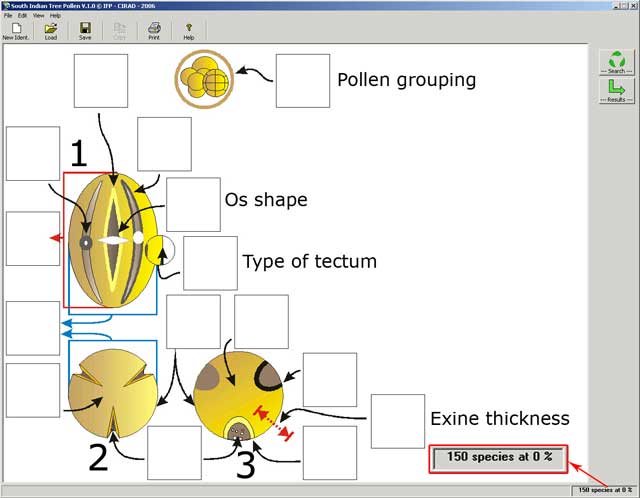 South Indian Tree Pollen V.1.0 © IFP - CIRAD - 2006
File Edit View Help
New Ident. Load Save Copy Print
Pollen grouping
--- Search ---
--- Results ---
1
Os shape
Type of tectum
Exine thickness
2
3
150 species at 0 %
150 species at 0 %